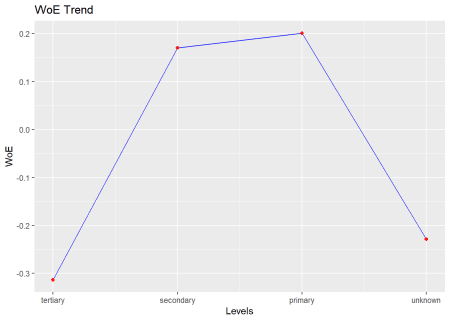 WoE Trend
0.2
0.1
0.0
-0.1
-0.2
-0.3
WoE
tertiary secondary primary unknown
Levels